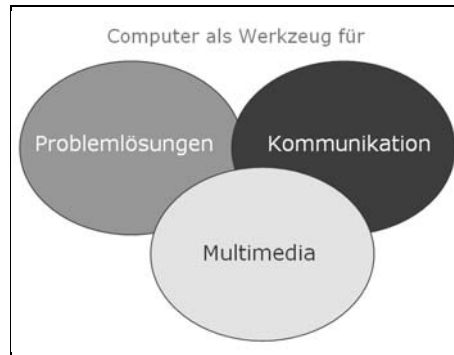 Computer als Werkzeug für
Problemlösungen
Kommunikation
Multimedia